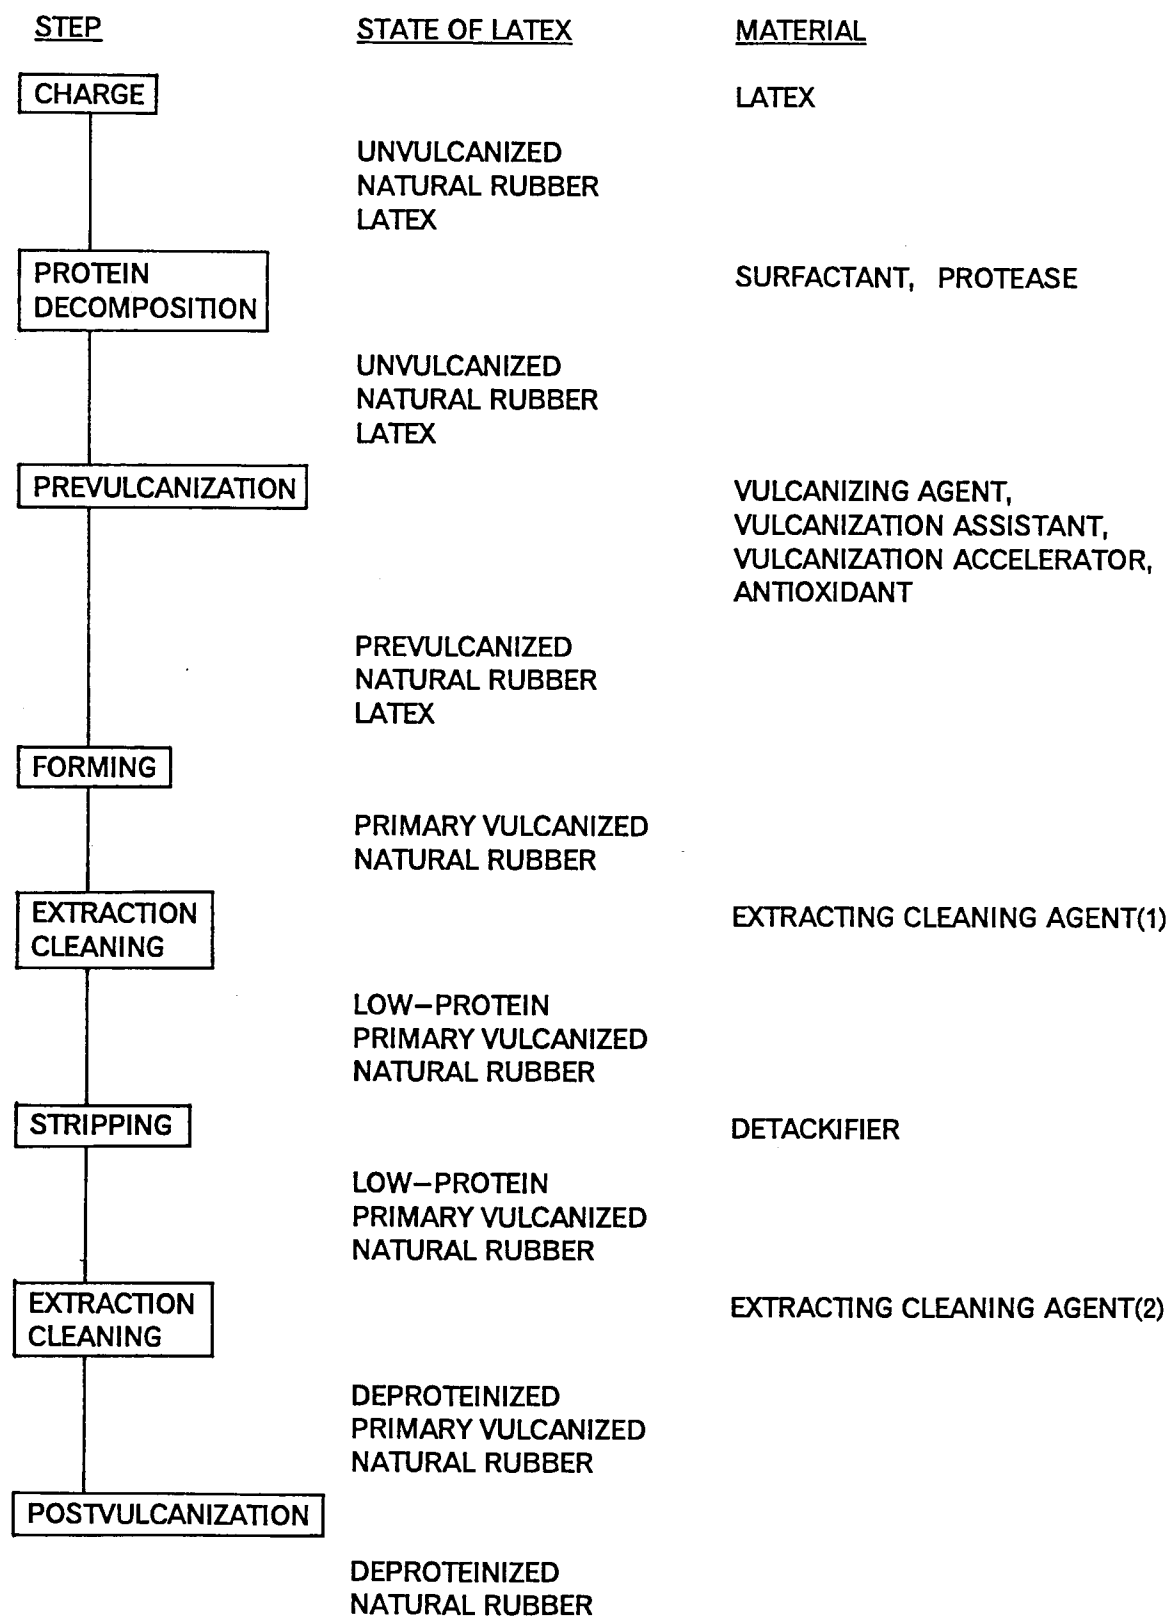 STEP STATE OF LATEX MATERIAL
CHARGE LATEX
UNVULCANIZED
NATURAL RUBBER
LATEX
PROTEIN
DECOMPOSITION
SURFACTANT, PROTEASE
UNVULCANIZED
NATURAL RUBBER
LATEX
PREVULCANIZATION
VULCANIZING AGENT,
VULCANIZATION ASSISTANT,
VULCANIZATION ACCELERATOR,
ANTIOXIDANT
PREVULCANIZED
NATURAL RUBBER
LATEX
FORMING
PRIMARY VULCANIZED
NATURAL RUBBER
EXTRACTION
CLEANING
EXTRACTING CLEANING AGENT(1)
LOW-PROTEIN
PRIMARY VULCANIZED
NATURAL RUBBER
STRIPPING DETACKIFIER
LOW-PROTEIN
PRIMARY VULCANIZED
NATURAL RUBBER
EXTRACTION
CLEANING
EXTRACTING CLEANING AGENT(2)
DEPROTEINIZED
PRIMARY VULCANIZED
NATURAL RUBBER
POSTVULCANIZATION
DEPROTEINIZED
NATURAL RUBBER